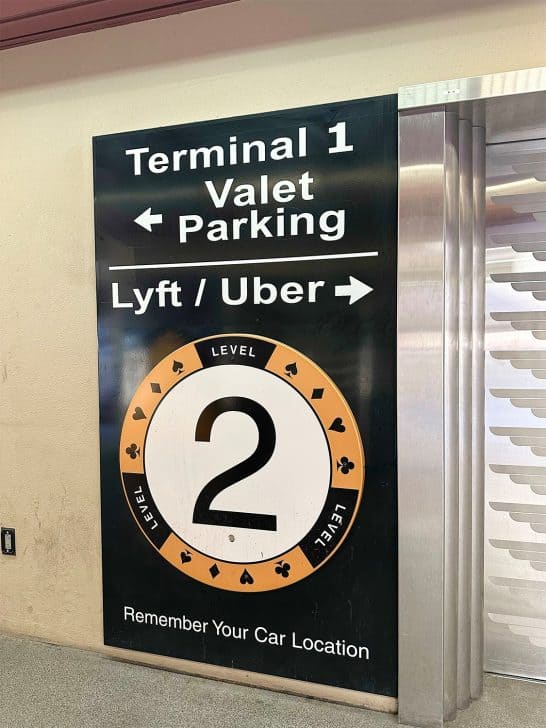 Terminal 1
Valet
← Parking
Lyft / Uber →
LEVEL
2
LEVEL
LEVEL
Remember Your Car Location